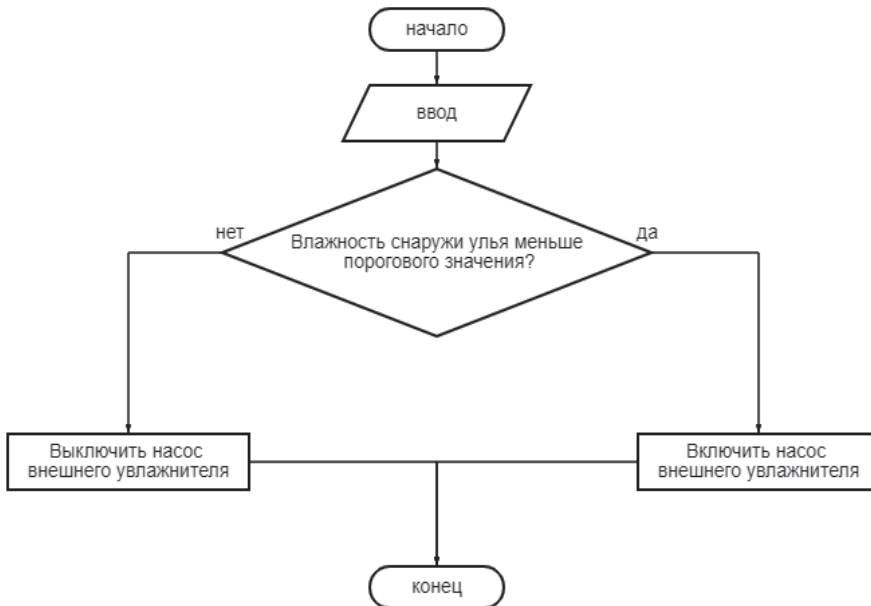 начало
ввод
нет
да
Влажность снаружи улья меньше
порогового значения?
Выключить насос
внешнего увлажнителя
Включить насос
внешнего увлажнителя
конец